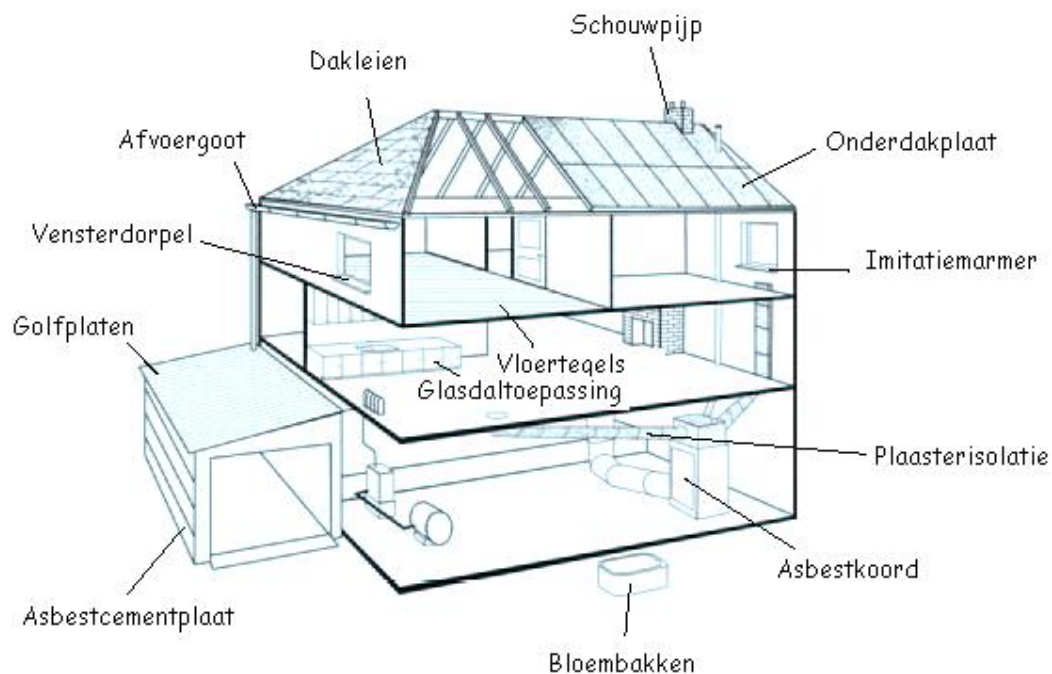 Schouwpijp
Dakleien
Afvoergoot
Onderdakplaat
Vensterdorpel
Imitatiemarmer
Golfplaten
Vloertegels
Glasdaltoepassing
Plaasterisolatie
Asbestkoord
Asbestcementplaat
Bloembakken